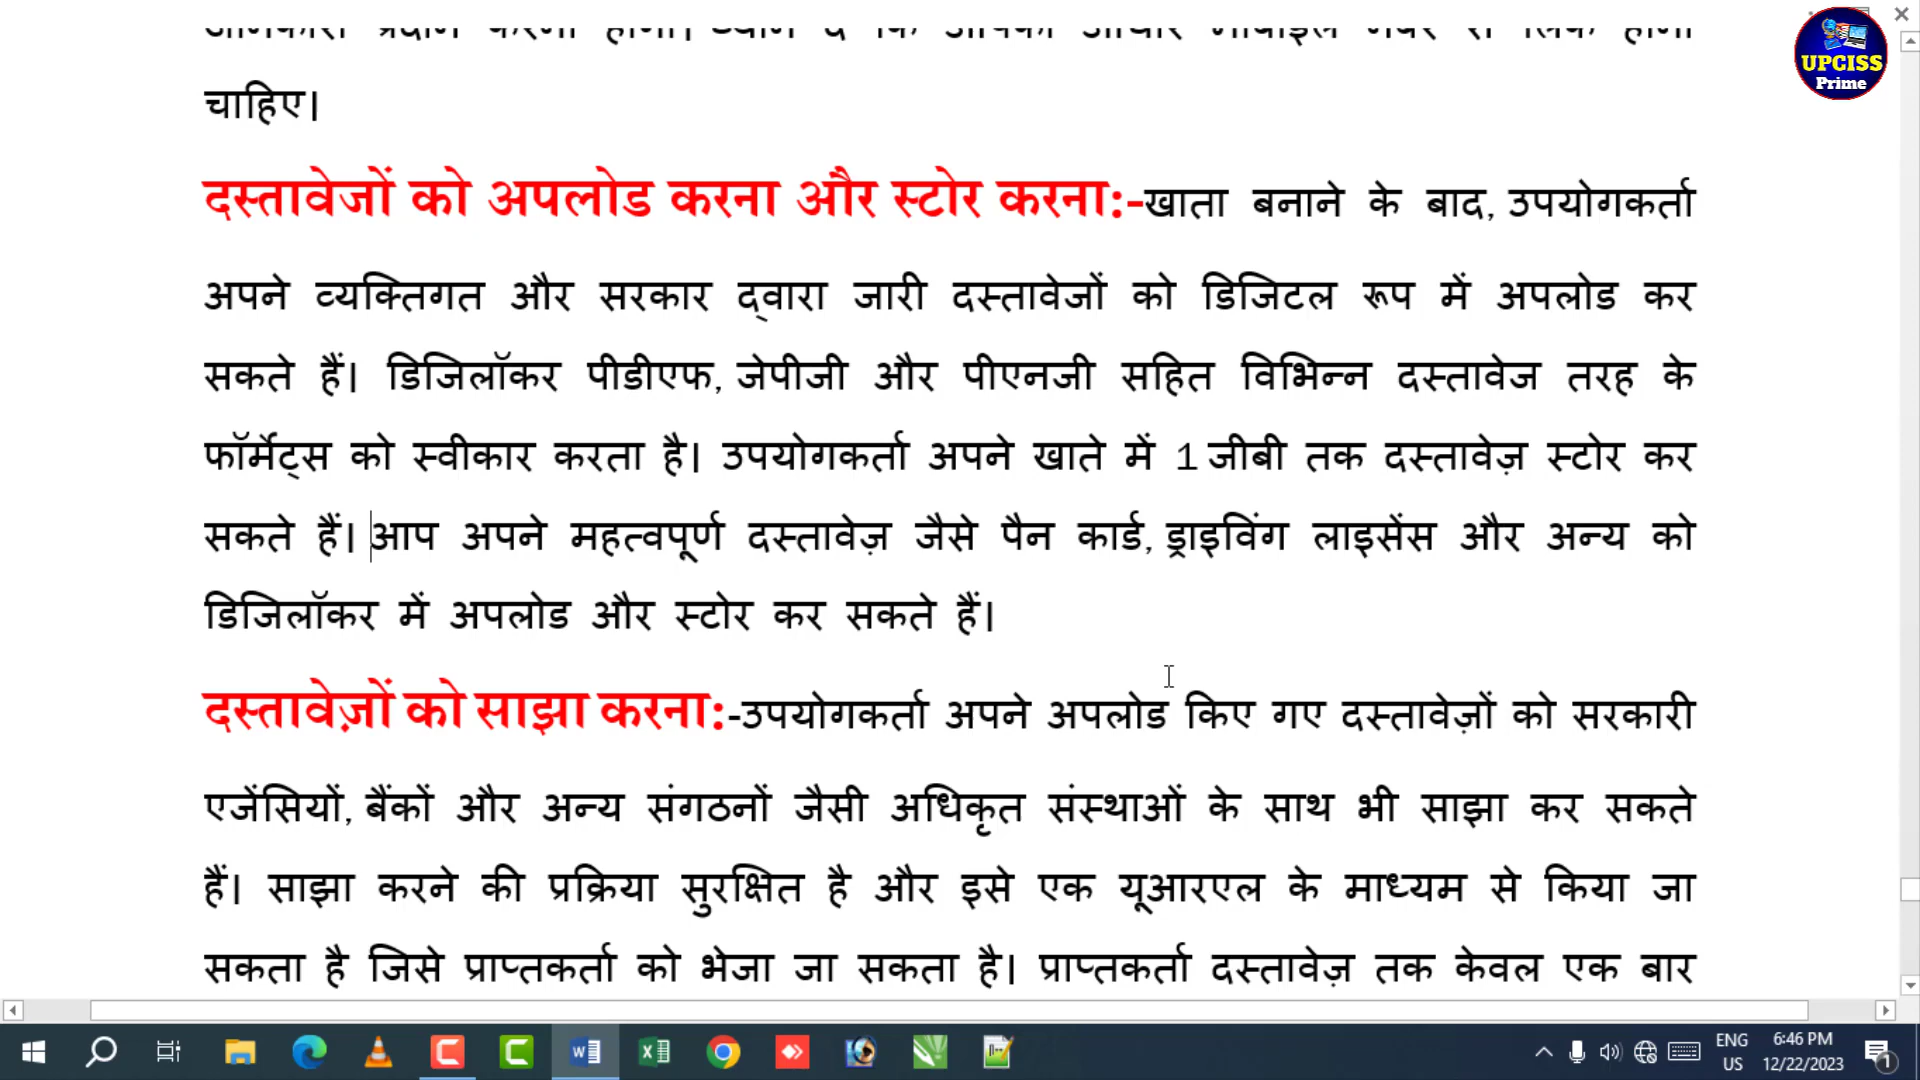 चाहिए।
दस्तावेजों को अपलोड करना और स्टोर करना:-खाता बनाने के बाद, उपयोगकर्ता
अपने व्यक्तिगत और सरकार द्वारा जारी दस्तावेजों को डिजिटल रूप में अपलोड कर
सकते हैं। डिजिलॉकर पीडीएफ, जेपीजी और पीएनजी सहित विभिन्न दस्तावेज तरह के
फॉर्मेट्स को स्वीकार करता है। उपयोगकर्ता अपने खाते में 1 जीबी तक दस्तावेज़ स्टोर कर
सकते हैं। आप अपने महत्वपूर्ण दस्तावेज़ जैसे पैन कार्ड, ड्राइविंग लाइसेंस और अन्य को
डिजिलॉकर में अपलोड और स्टोर कर सकते हैं।
दस्तावेज़ों को साझा करना:-उपयोगकर्ता अपने अपलोड किए गए दस्तावेज़ों को सरकारी
एजेंसियों, बैंकों और अन्य संगठनों जैसी अधिकृत संस्थाओं के साथ भी साझा कर सकते
हैं। साझा करने की प्रक्रिया सुरक्षित है और इसे एक यूआरएल के माध्यम से किया जा
सकता है जिसे प्राप्तकर्ता को भेजा जा सकता है। प्राप्तकर्ता दस्तावेज़ तक केवल एक बार
UPCISS
Prime
ENG
US
6:46 PM
12/22/2023
1